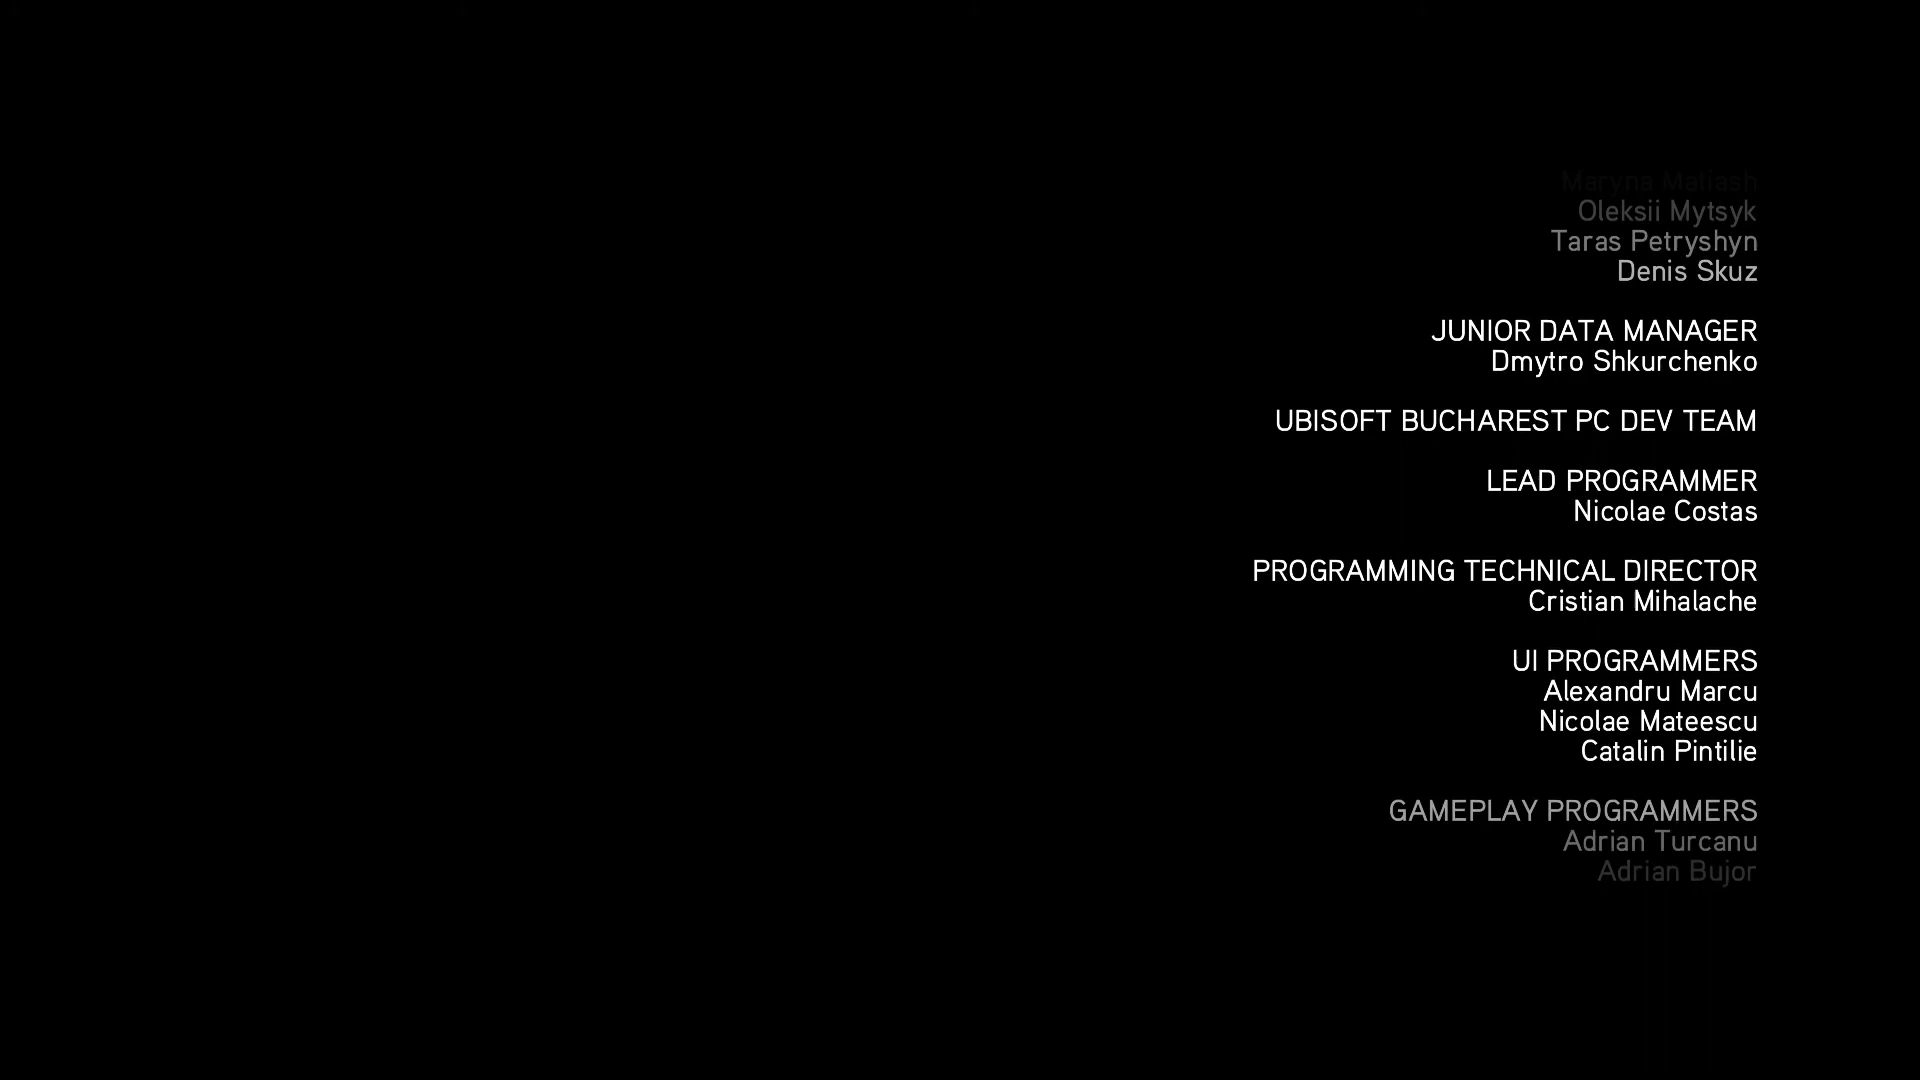 Maryna Matiash
Oleksii Mytsyk
Taras Petryshyn
Denis Skuz
JUNIOR DATA MANAGER
Dmytro Shkurchenko
UBISOFT BUCHAREST PC DEV TEAM
LEAD PROGRAMMER
Nicolae Costas
PROGRAMMING TECHNICAL DIRECTOR
Cristian Mihalache
UI PROGRAMMERS
Alexandru Marcu
Nicolae Mateescu
Catalin Pintilie
GAMEPLAY PROGRAMMERS
Adrian Turcanu
Adrian Bujor